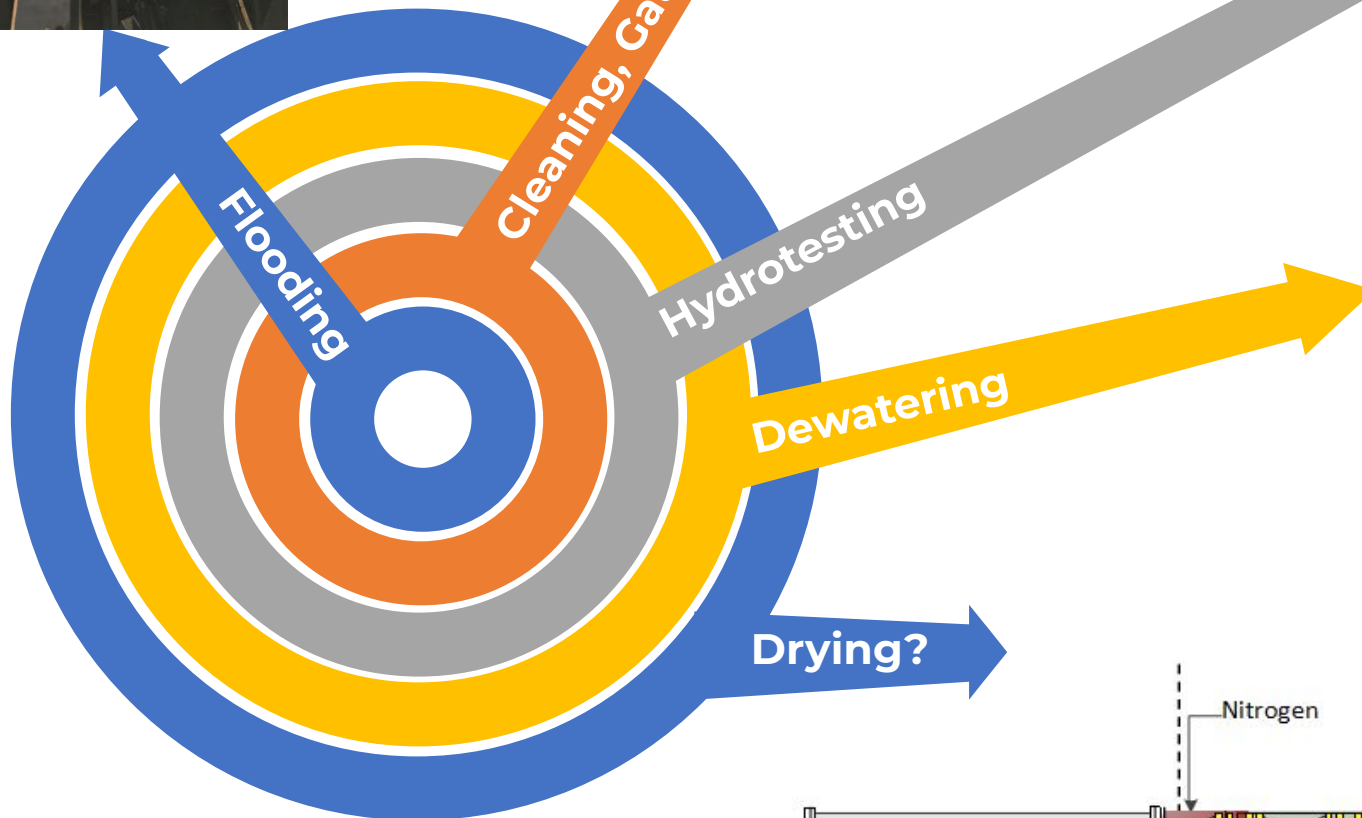 Flooding
Cleaning,
Hydrotesting
Dewatering
Drying?
Nitrogen